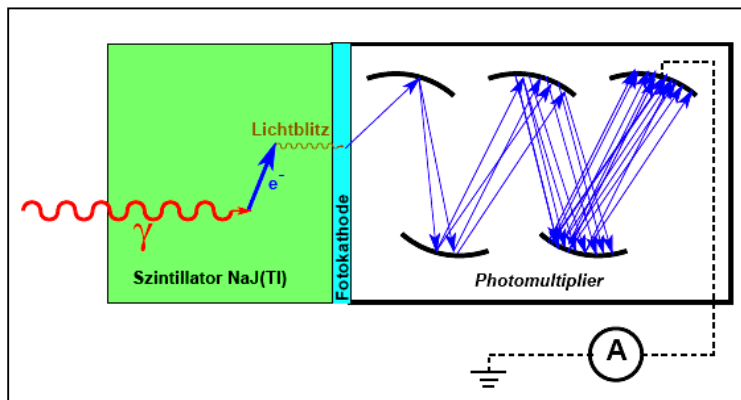 Lichtblitz
e-
γ
Szintillator NaJ(Tl)
Fotokathode
Photomultiplier
A